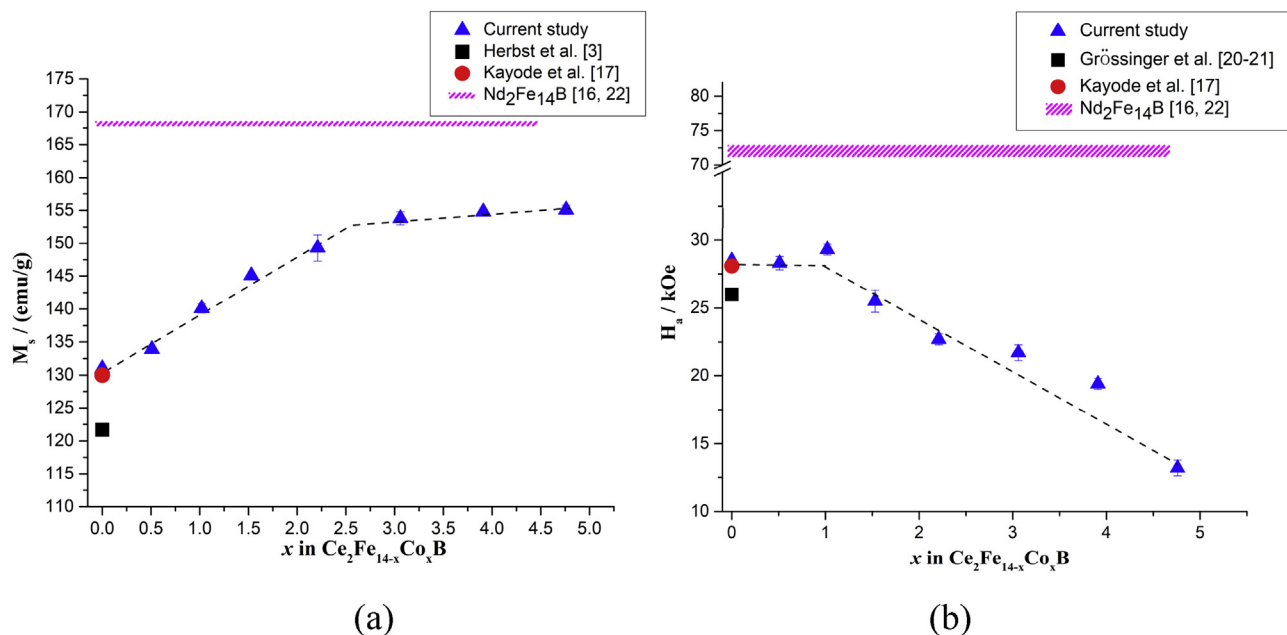 Current study
Herbst et al. [3]
Kayode et al. [17]
Nd₂Fe₁₄B [16, 22]
175
170
165
160
155
150
145
140
135
130
125
120
115
110
Mₛ / (emu/g)
0.0 0.5 1.0 1.5 2.0 2.5 3.0 3.5 4.0 4.5 5.0
x in Ce₂Fe₁₄₋ₓCoₓB
(a)
Current study
Grössinger et al. [20-21]
Kayode et al. [17]
Nd₂Fe₁₄B [16, 22]
80
75
70
30
25
20
15
10
Hₐ / kOe
0 1 2 3 4 5
x in Ce₂Fe₁₄₋ₓCoₓB
(b)